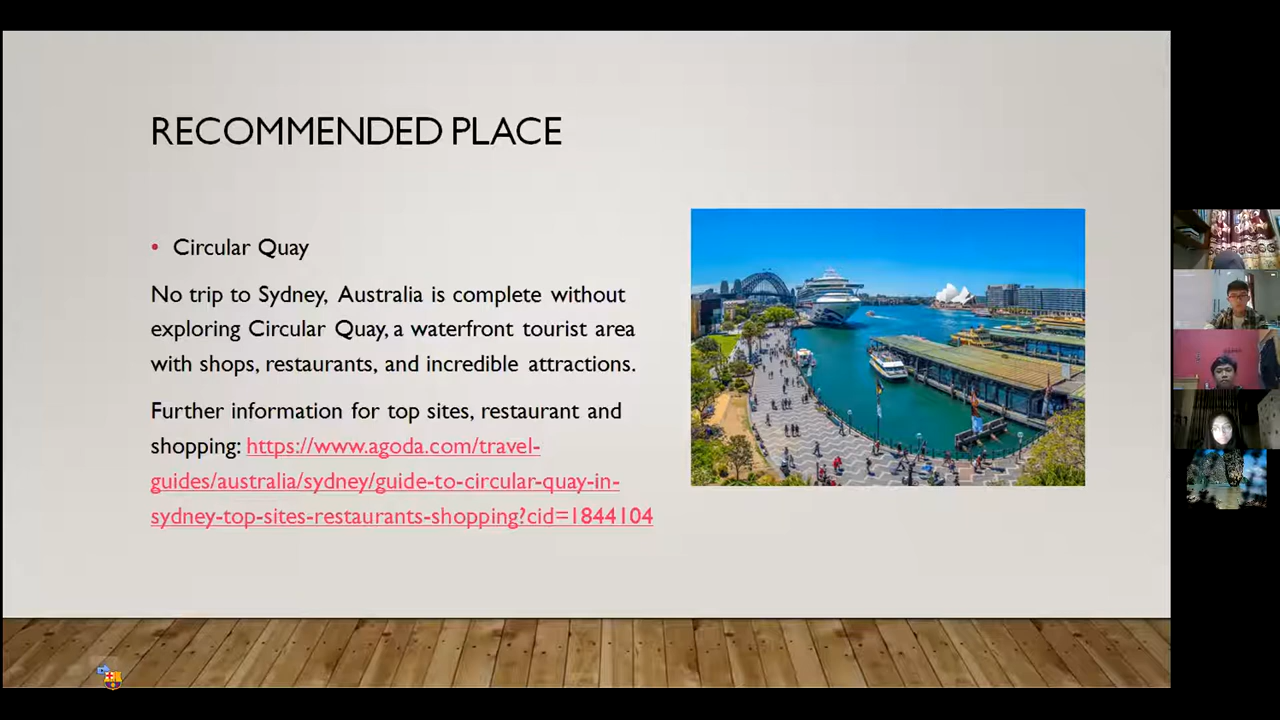 RECOMMENDED PLACE
• Circular Quay
No trip to Sydney, Australia is complete without
exploring Circular Quay, a waterfront tourist area
with shops, restaurants, and incredible attractions.
Further information for top sites, restaurant and
shopping: https://www.agoda.com/travel-
guides/australia/sydney/guide-to-circular-quay-in-
sydney-top-sites-restaurants-shopping?cid=1844104